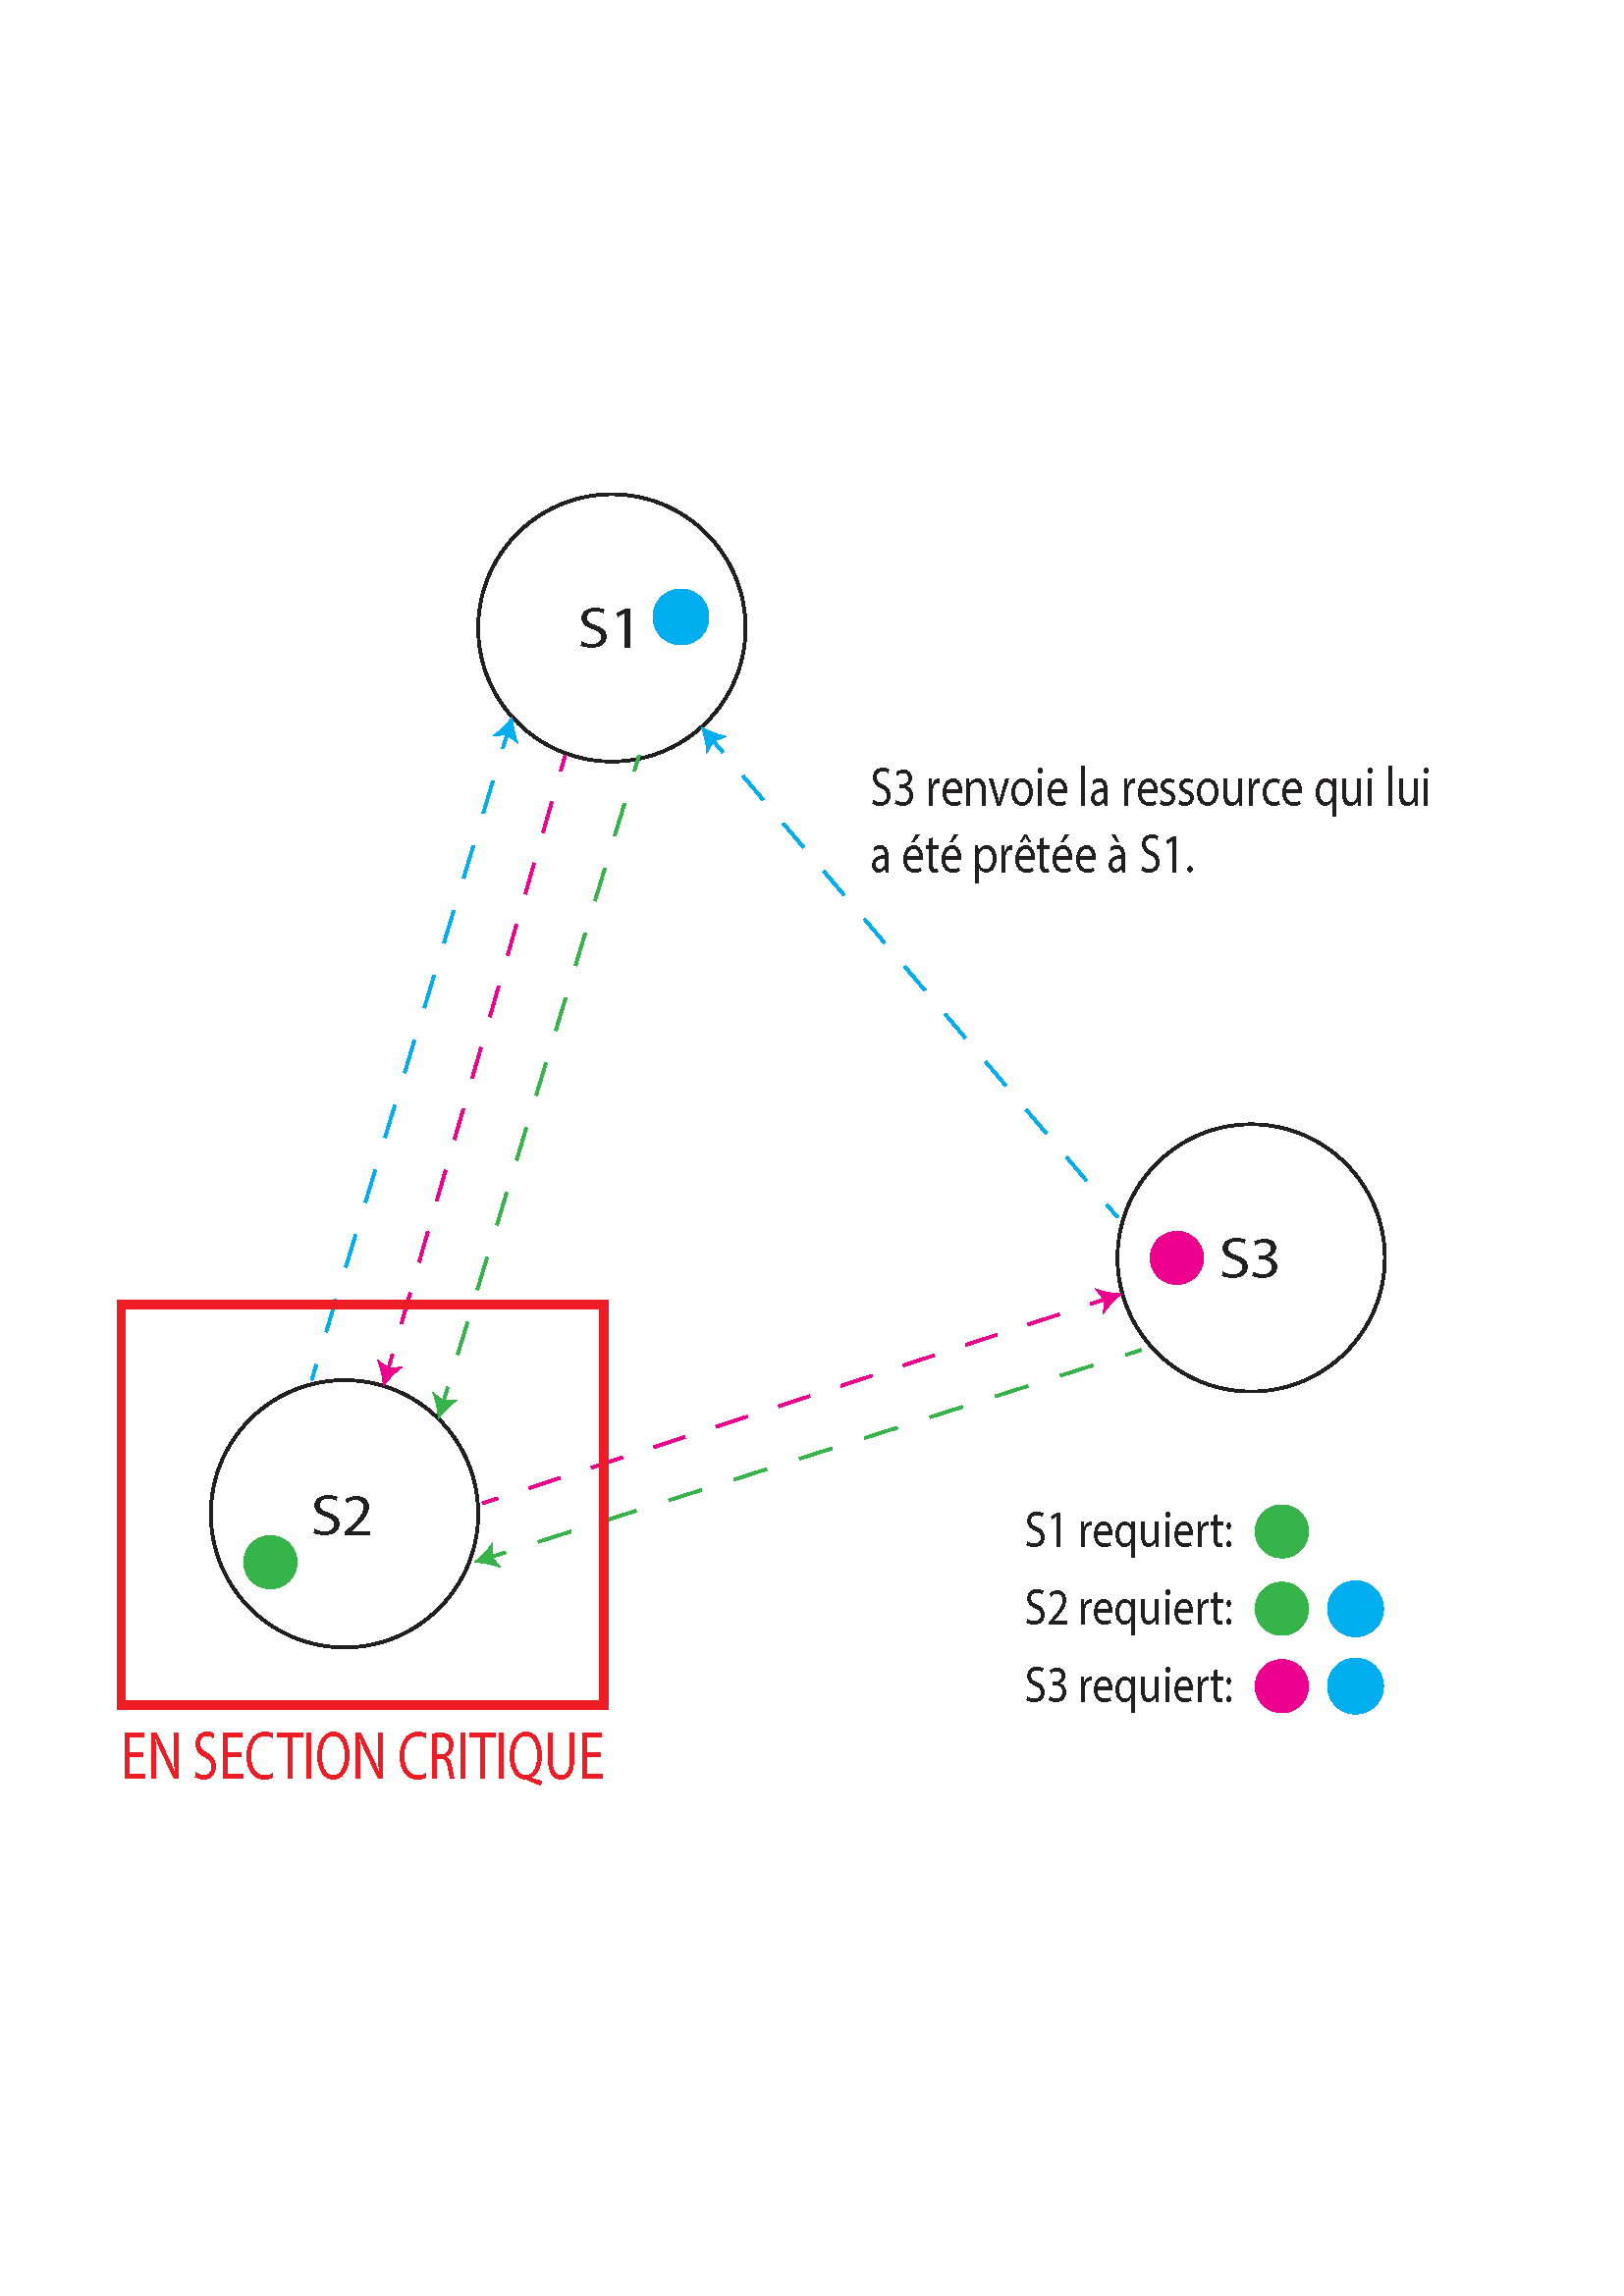 S1
S3 renvoie la ressource qui lui
a été prêtée à S1.
S3
S2
S1 requiert:
S2 requiert:
S3 requiert:
EN SECTION CRITIQUE